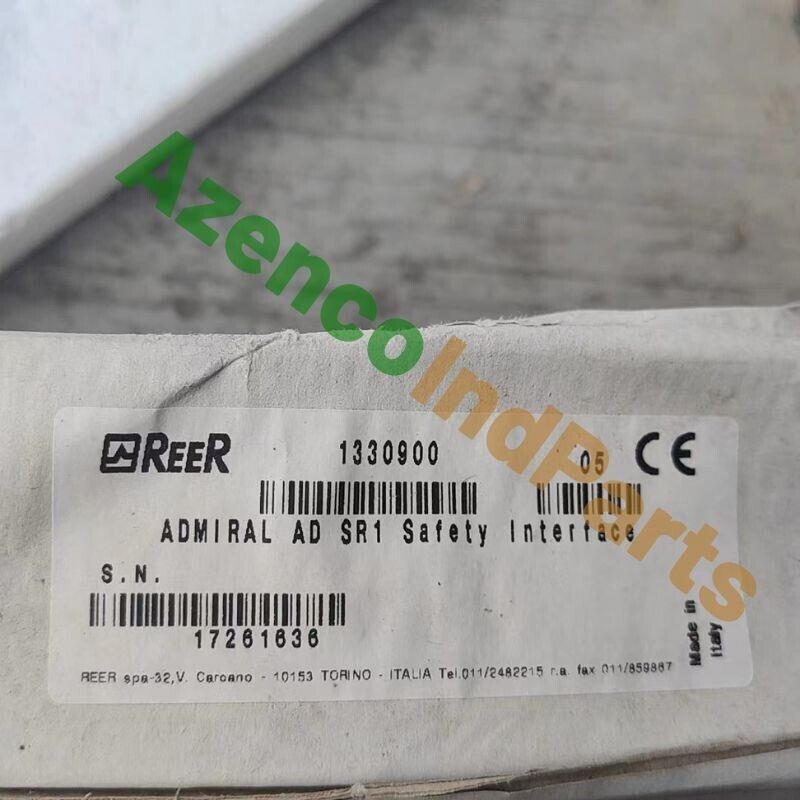 AzencoIndParts
REER 1330900 05 CE
ADMIRAL AD SR1 Safety Interface
S.N.
17261636
Made in
Italy
REER spa-32,V. Carcano - 10153 TORINO - ITALIA Tel.011/2482215 r.a. fax 011/859867